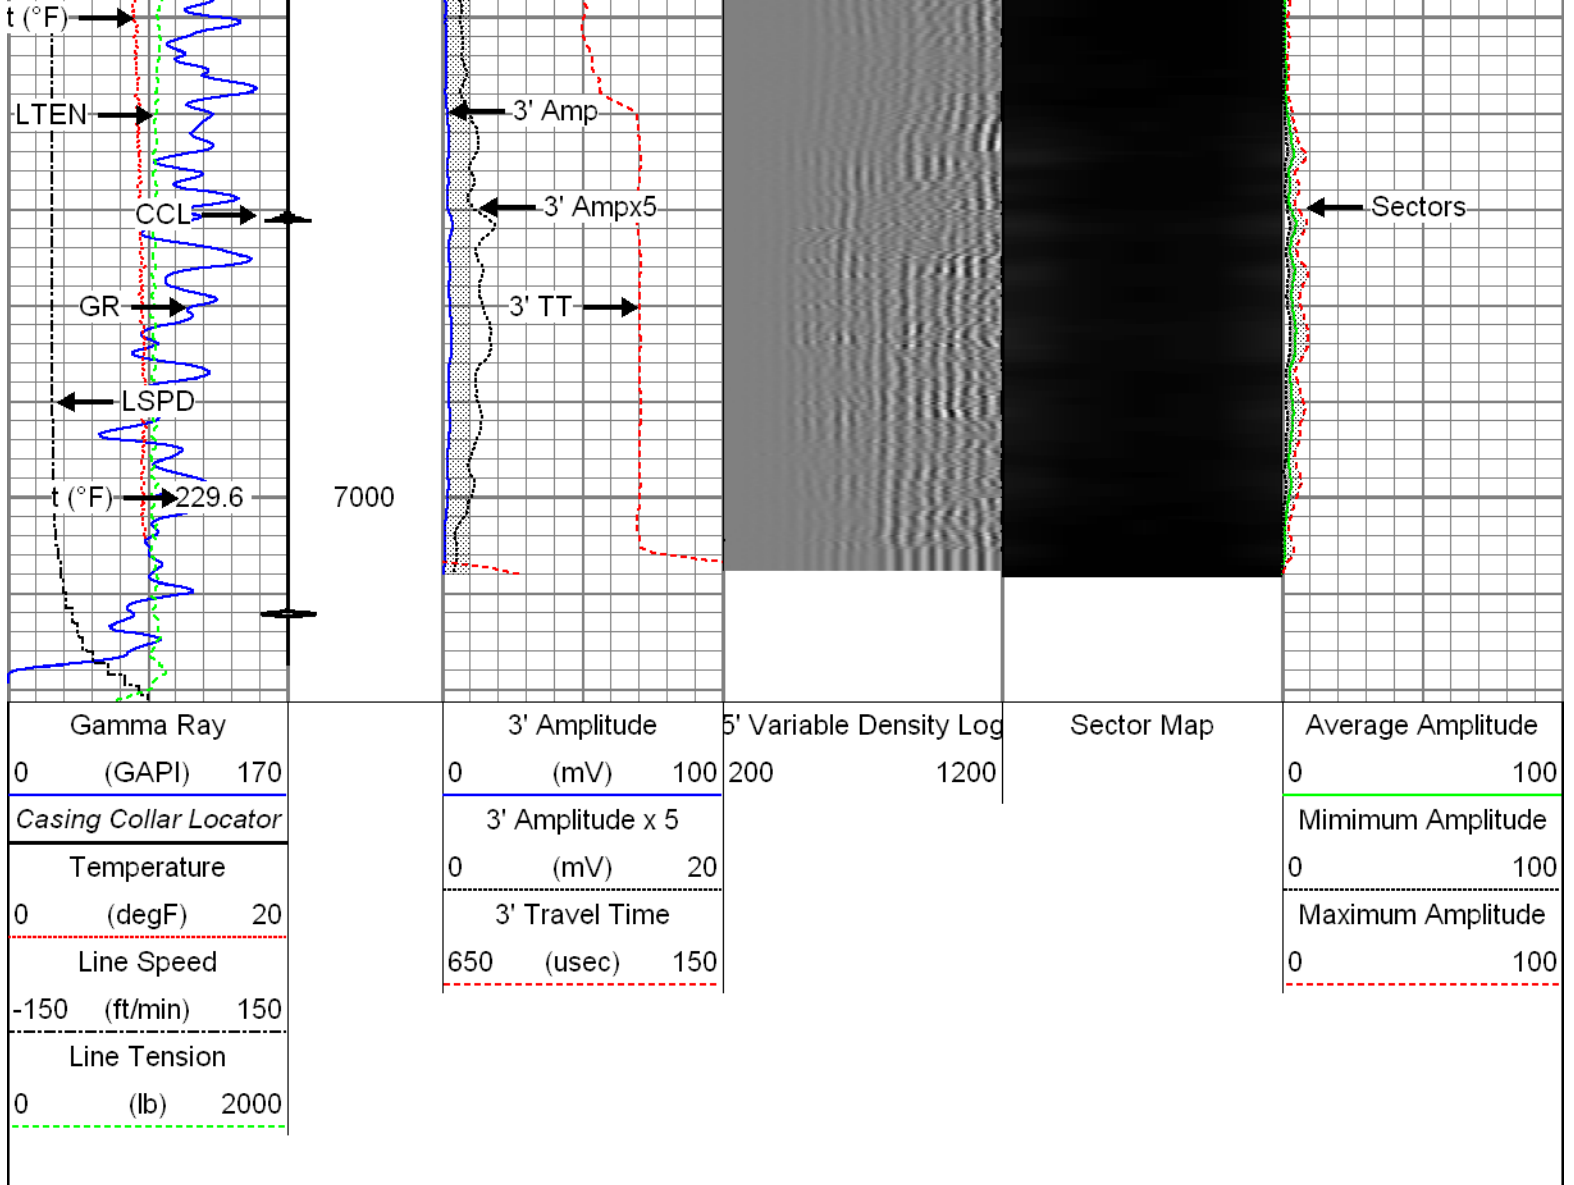 t (°F)
LTEN
3' Amp
CCL
3' Ampx5
Sectors
GR
3' TT
LSPD
t (°F)
229.6
7000
Gamma Ray
0 (GAPI) 170
Casing Collar Locator
Temperature
0 (degF) 20
Line Speed
-150 (ft/min) 150
Line Tension
0 (lb) 2000
3' Amplitude
0 (mV) 100
3' Amplitude x 5
0 (mV) 20
3' Travel Time
650 (usec) 150
5' Variable Density Log
200 1200
Sector Map
Average Amplitude
0 100
Mimimum Amplitude
0 100
Maximum Amplitude
0 100